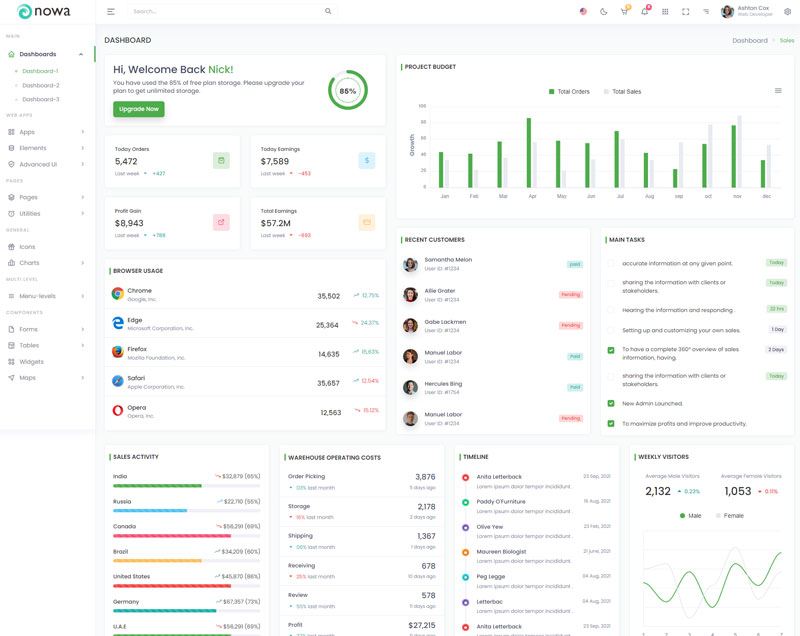 nowa
Search...
Ashton Cox
Web Developer
MAIN
Dashboards
Dashboard-1
Dashboard-2
Dashboard-3
WEB APPS
Apps
Elements
Advanced UI
PAGES
Pages
Utilities
GENERAL
Icons
Charts
MULTI LEVEL
Menu-levels
COMPONENTS
Forms
Tables
Widgets
Maps
DASHBOARD
Dashboard
Sales
Hi, Welcome Back Nick!
You have used the 85% of free plan storage. Please upgrade your
plan to get unlimited storage.
Upgrade Now
85%
Today Orders
5,472
Last week +427
Today Earnings
$7,589
Last week -453
$
Profit Gain
$8,943
Last week +788
Total Earnings
$57.2M
Last week -693
PROJECT BUDGET
Total Orders Total Sales
Growth
100
80
60
40
20
0
Jan Feb Mar Apr May Jun Jul Aug sep oct nov dec
BROWSER USAGE
Chrome
Google, Inc.
35,502 12.75%
Edge
Microsoft Corporation, Inc.
25,364 24.37%
Firefox
Mozilla Foundation, Inc.
14,635 15.63%
Safari
Apple Corporation, Inc.
35,657 12.54%
Opera
Opera, Inc.
12,563 15.12%
RECENT CUSTOMERS
Samantha Melon
User ID: #1234
paid
Allie Grater
User ID: #1234
Pending
Gabe Lackmen
User ID: #1234
Pending
Manuel Labor
User ID: #1234
Paid
Hercules Bing
User ID: #1754
Paid
Manuel Labor
User ID: #1234
Pending
MAIN TASKS
accurate information at any given point. Today
sharing the information with clients or
stakeholders.
Today
Hearing the information and responding . 22 hrs
Setting up and customizing your own sales. 1 Day
To have a complete 360° overview of sales
information, having.
2 Days
sharing the information with clients or
stakeholders.
Today
New Admin Launched.
To maximize profits and improve productivity.
SALES ACTIVITY
India $32,879 (65%)
Russia $22,710 (55%)
Canada $56,291 (69%)
Brazil $34,209 (60%)
United States $45,870 (86%)
Germany $67,357 (73%)
U.A.E $56,291 (69%)
WAREHOUSE OPERATING COSTS
Order Picking 3,876
03% last month 5 days ago
Storage 2,178
16% last month 2 days ago
Shipping 1,367
06% last month 1 days ago
Receiving 678
25% last month 10 days ago
Review 578
55% last month 11 days ago
Profit $27,215
TIMELINE
Anita Letterback 23 Sep, 2021
Lorem ipsum dolor tempor incididunt .
Paddy O'Furniture 16 Aug, 2021
Lorem ipsum dolor tempor incididunt .
Olive Yew 23 Feb, 2021
Lorem ipsum dolor tempor incididunt .
Maureen Biologist 21 june, 2021
Lorem ipsum dolor tempor incididunt .
Peg Legge 04 Aug, 2021
Lorem ipsum dolor tempor incididunt .
Letterbac 04 Aug, 2021
Lorem ipsum dolor tempor incididunt .
Anita Letterback
WEEKLY VISITORS
Average Male Visitors
2,132 0.23%
Average Female Visitors
1,053 0.11%
Male Female
1 2 3 4 5 6 7